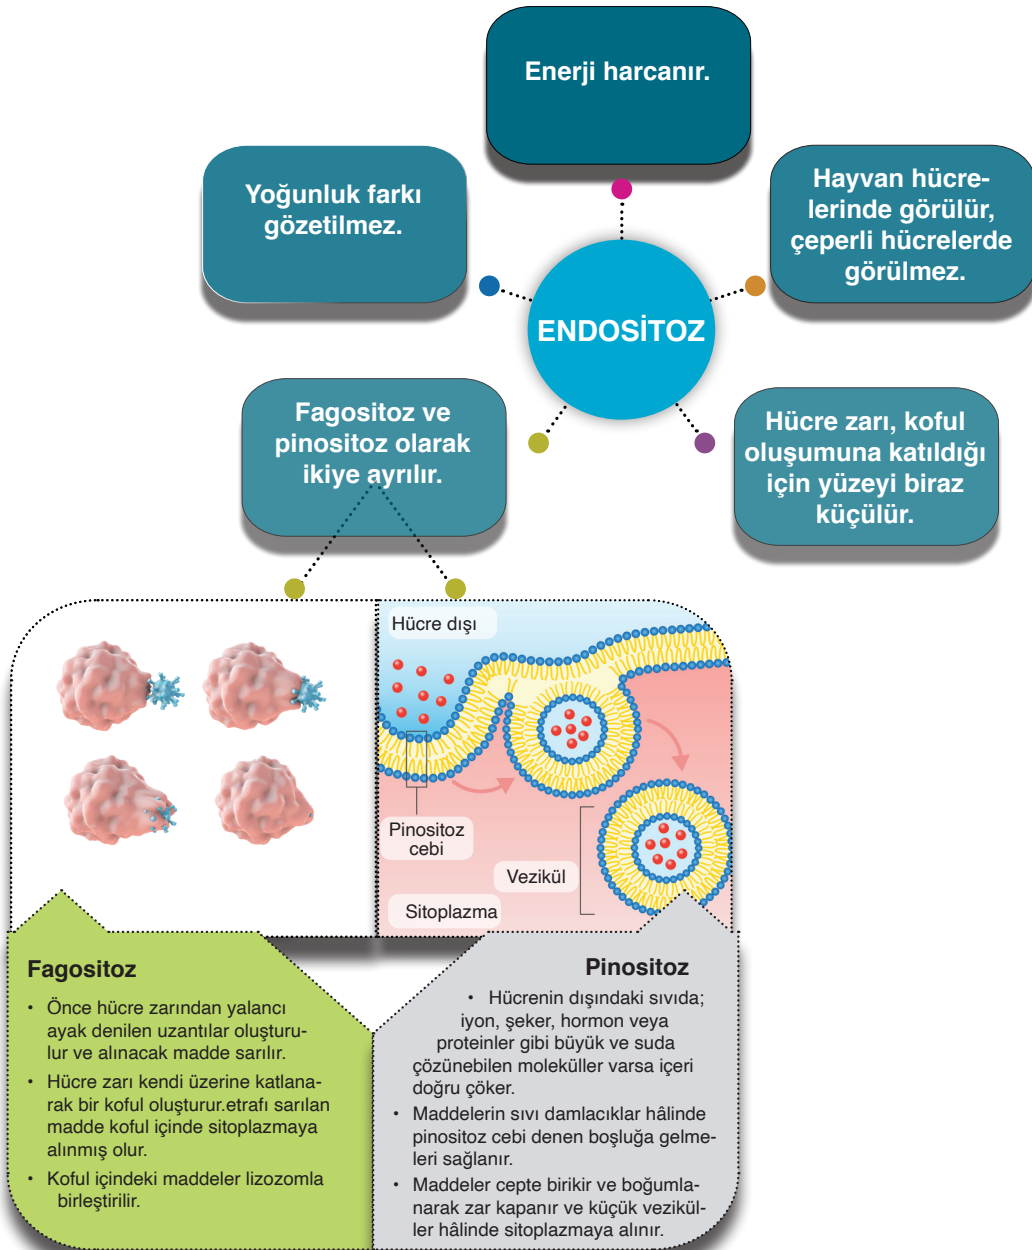 Enerji harcanır.
Yoğunluk farkı
gözetilmez.
Hayvan hücre-
lerinde görülür,
çeperli hücrelerde
görülmez.
ENDOSİTOZ
Fagositoz ve
pinositoz olarak
ikiye ayrılır.
Hücre zarı, koful
oluşumuna katıldığı
için yüzeyi biraz
küçülür.
Hücre dışı
Pinositoz
cebi
Vezikül
Sitoplazma
Fagositoz
• Önce hücre zarından yalancı
ayak denilen uzantılar oluşturu-
lur ve alınacak madde sarılır.
• Hücre zarı kendi üzerine katlana-
rak bir koful oluşturur.etrafı sarılan
madde koful içinde sitoplazmaya
alınmış olur.
• Koful içindeki maddeler lizozomla
birleştirilir.
Pinositoz
• Hücrenin dışındaki sıvıda;
iyon, şeker, hormon veya
proteinler gibi büyük ve suda
çözünebilen moleküller varsa içeri
doğru çöker.
• Maddelerin sıvı damlacıklar hâlinde
pinositoz cebi denen boşluğa gelme-
leri sağlanır.
• Maddeler cepte birikir ve boğumla-
narak zar kapanır ve küçük vezikül-
ler hâlinde sitoplazmaya alınır.